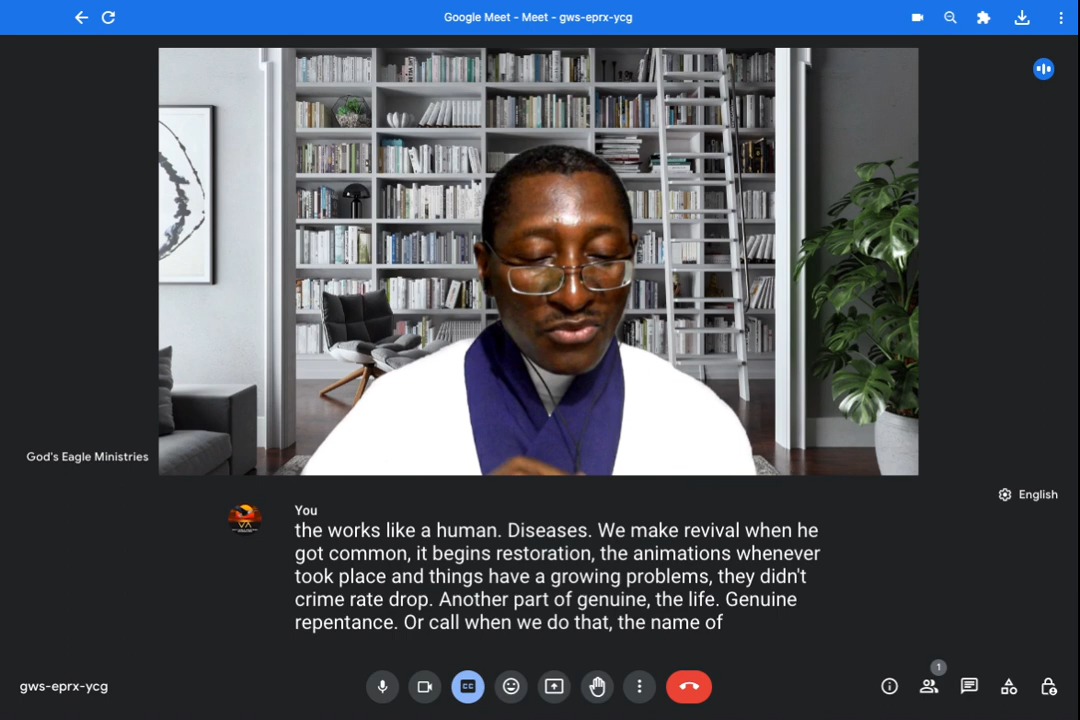 Google Meet - Meet - gws-eprx-ycg
God's Eagle Ministries
English
You
the works like a human. Diseases. We make revival when he
got common, it begins restoration, the animations whenever
took place and things have a growing problems, they didn't
crime rate drop. Another part of genuine, the life. Genuine
repentance. Or call when we do that, the name of
gws-eprx-ycg
CC
1